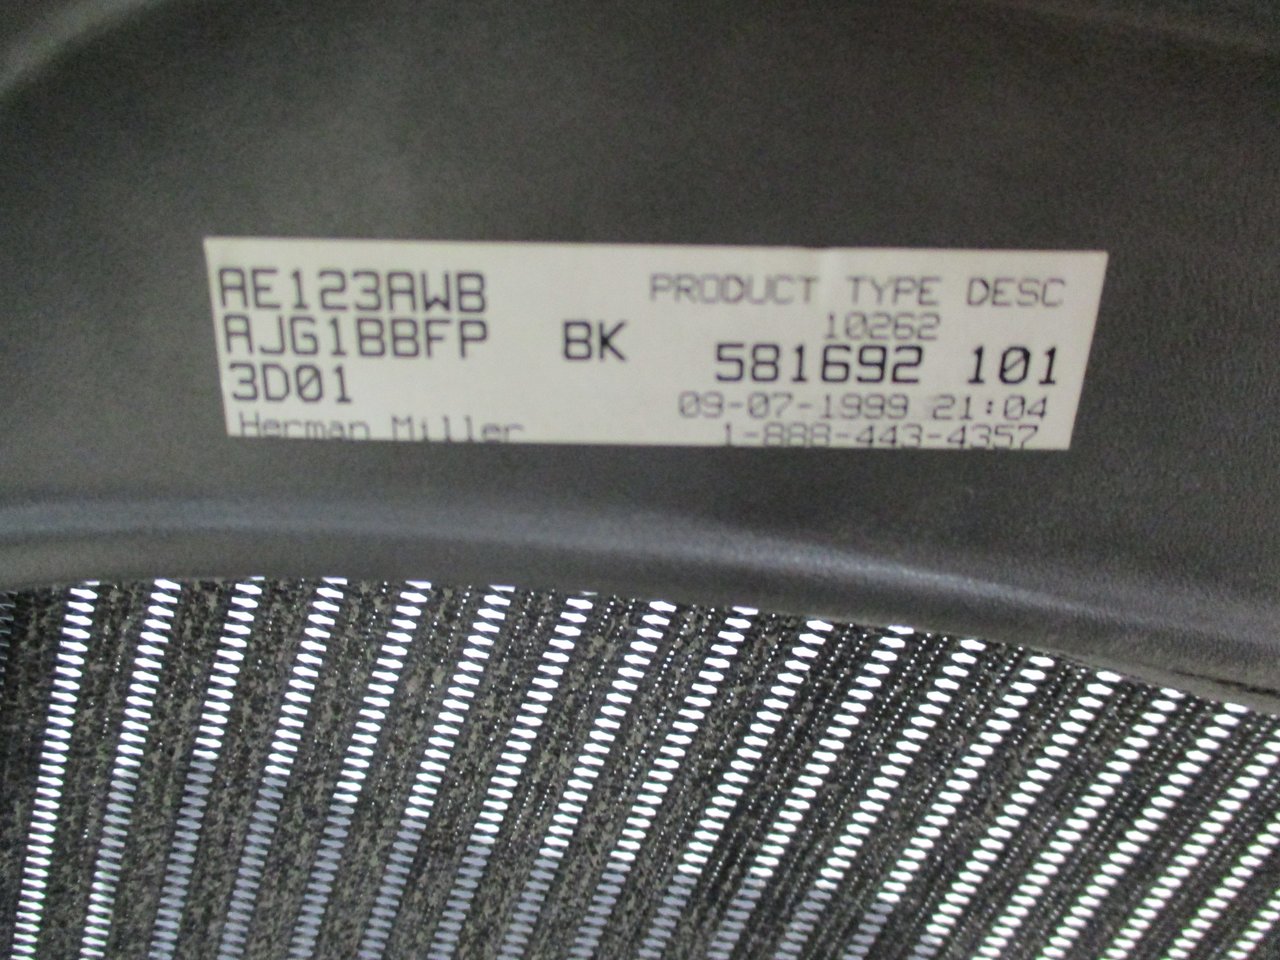 AE123AWB PRODUCT TYPE DESC
10262
AJG1BBFP BK 581692 101
3D01 09-07-1999 21:04
Herman Miller 1-888-443-4357